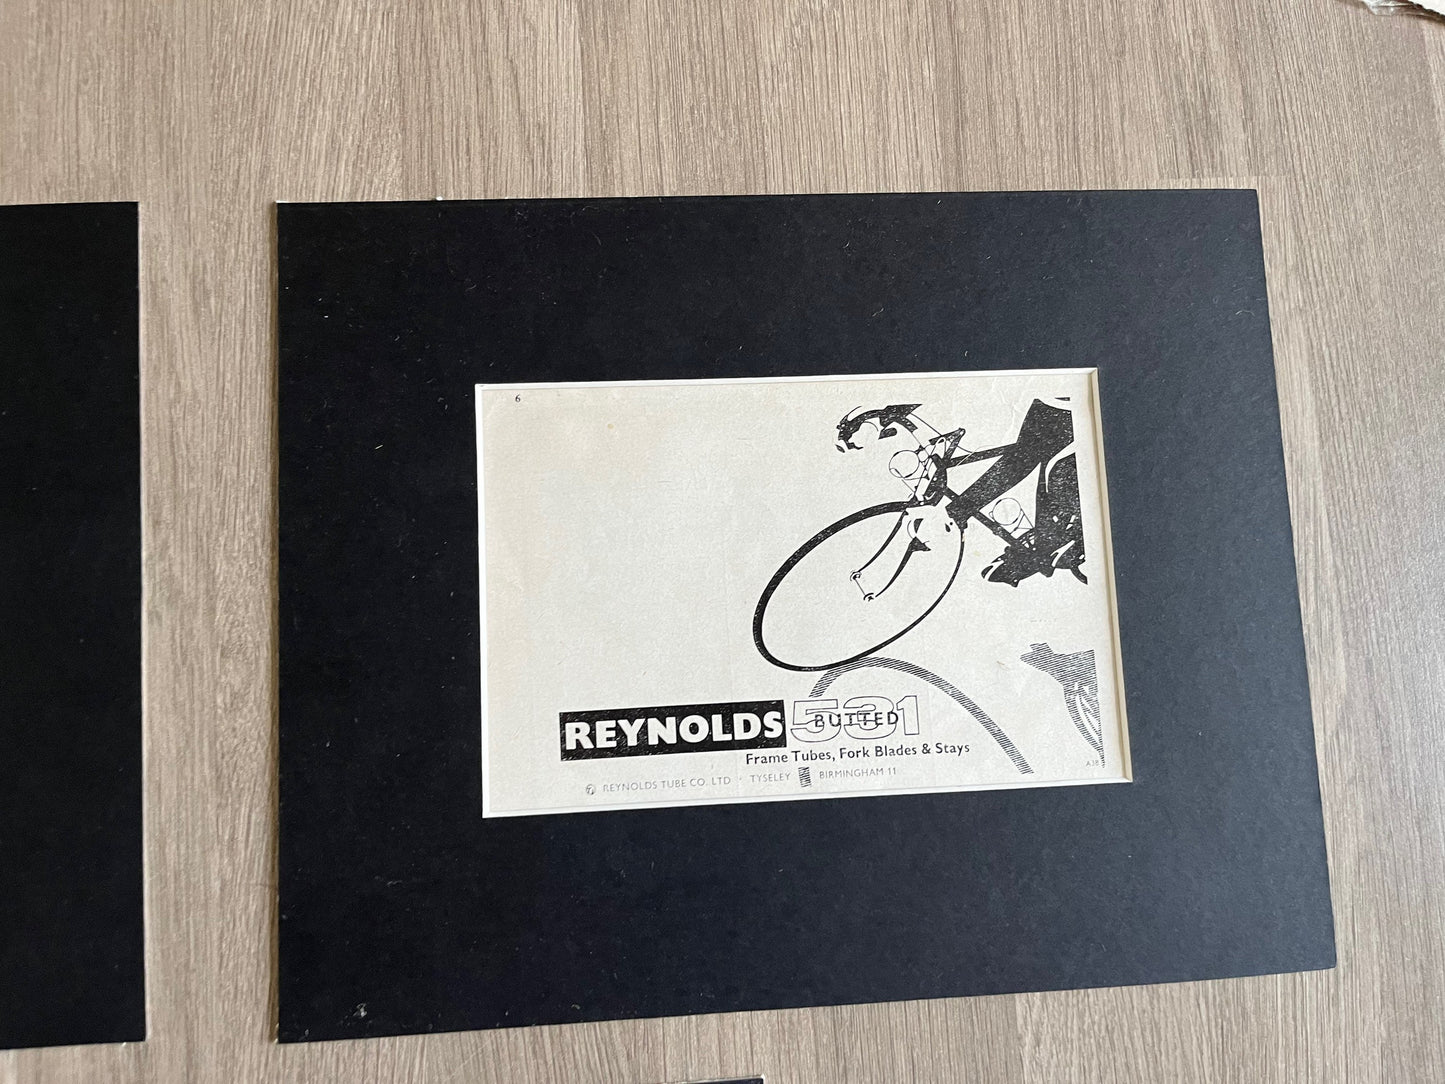 6
REYNOLDS 531 BUTTED
Frame Tubes, Fork Blades & Stays
REYNOLDS TUBE CO. LTD · TYSELEY BIRMINGHAM 11